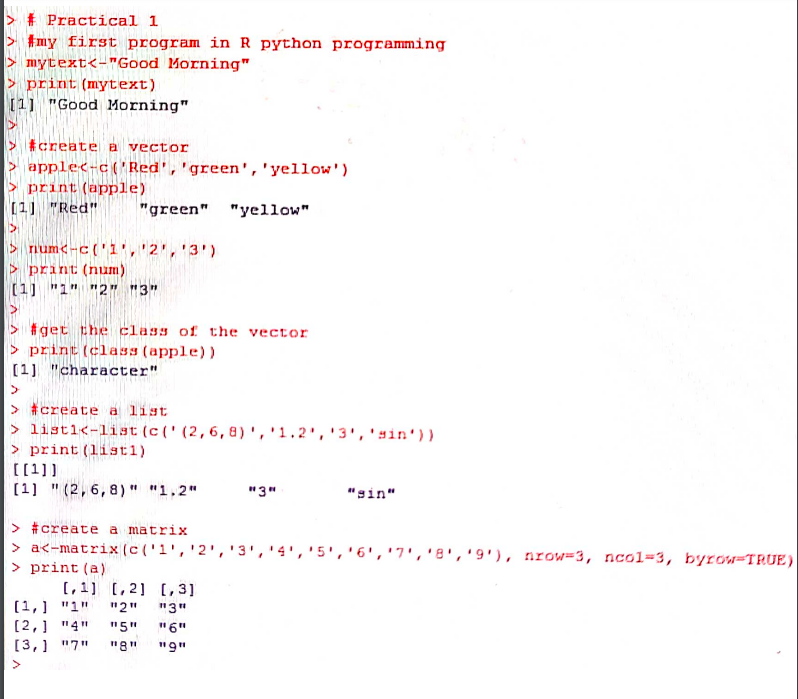 > # Practical 1
> #my first program in R python programming
> mytext<-"Good Morning"
> print(mytext)
[1] "Good Morning"
>
> #create a vector
> apple<-c('Red','green','yellow')
> print(apple)
[1] "Red"    "green"  "yellow"
>
> num<-c('1','2','3')
> print(num)
[1] "1" "2" "3"
>
> #get the class of the vector
> print(class(apple))
[1] "character"
>
> #create a list
> list1<-list(c('(2,6,8)','1.2','3','sin'))
> print(list1)
[[1]]
[1] "(2,6,8)" "1.2"     "3"       "sin"
> #create a matrix
> a<-matrix(c('1','2','3','4','5','6','7','8','9'), nrow=3, ncol=3, byrow=TRUE)
> print(a)
     [,1] [,2] [,3]
[1,] "1"  "2"  "3"
[2,] "4"  "5"  "6"
[3,] "7"  "8"  "9"
>